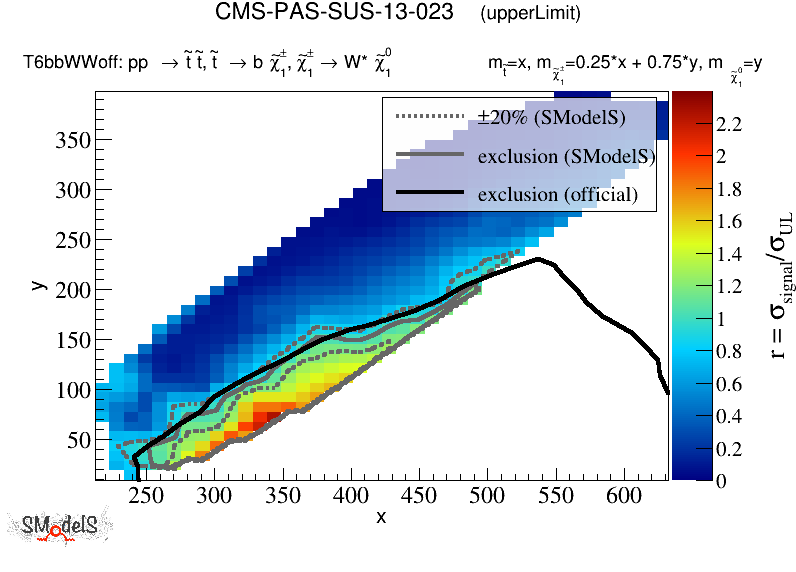 CMS-PAS-SUS-13-023 (upperLimit)
T6bbWWoff: pp → t̃ t̃, t̃ → b χ̃₁±, χ̃₁± → W* χ̃₁⁰ m_t̃=x, m_χ̃₁±=0.25*x + 0.75*y, m_χ̃₁⁰=y
±20% (SModelS)
exclusion (SModelS)
exclusion (official)
y
350
300
250
200
150
100
50
250 300 350 400 450 500 550 600
x
2.2
2
1.8
1.6
1.4
1.2
1
0.8
0.6
0.4
0.2
0
r = σ_signal/σ_UL
SModelS